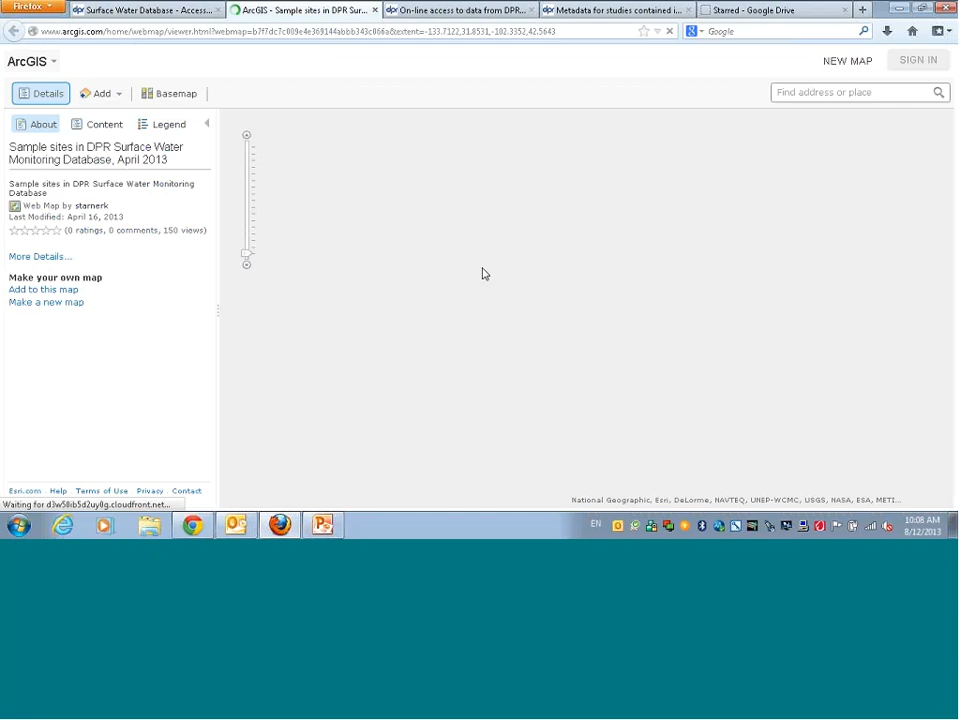 Firefox
Surface Water Database - Access...
ArcGIS - Sample sites in DPR Sur...
On-line access to data from DPR...
Metadata for studies contained i...
Starred - Google Drive
www.arcgis.com/home/webmap/viewer.html?webmap=b7f7dc7c009e4e369144abbb343c066a&extent=-133.7122,31.8531,-102.3352,42.5643
Google
ArcGIS
NEW MAP
SIGN IN
Details
Add
Basemap
Find address or place
About
Content
Legend
Sample sites in DPR Surface Water
Monitoring Database, April 2013
Sample sites in DPR Surface Water Monitoring
Database
Web Map by starnerk
Last Modified: April 16, 2013
(0 ratings, 0 comments, 150 views)
More Details...
Make your own map
Add to this map
Make a new map
Esri.com Help Terms of Use Privacy Contact
National Geographic, Esri, DeLorme, NAVTEQ, UNEP-WCMC, USGS, NASA, ESA, METI...
Waiting for d3w50ib5d2uy0g.cloudfront.net...
EN
10:08 AM
8/12/2013